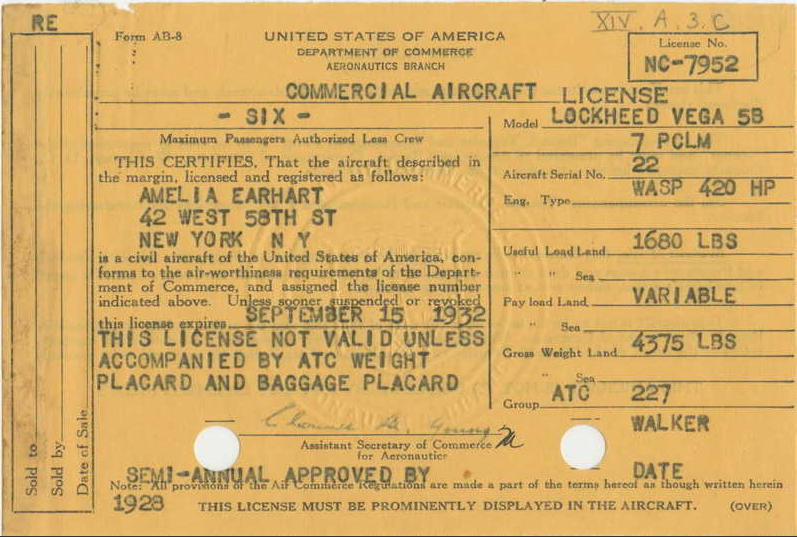 RE
XIV. A. 3. C
Form AB-8
UNITED STATES OF AMERICA
DEPARTMENT OF COMMERCE
AERONAUTICS BRANCH
License No.
NC-7952
COMMERCIAL AIRCRAFT LICENSE
- SIX -
Maximum Passengers Authorized Less Crew
Model LOCKHEED VEGA 5B
7 PCLM
THIS CERTIFIES, That the aircraft described in
the margin, licensed and registered as follows:
AMELIA EARHART
42 WEST 58TH ST
NEW YORK N Y
is a civil aircraft of the United States of America, con-
forms to the air-worthiness requirements of the Depart-
ment of Commerce, and assigned the license number
indicated above. Unless sooner suspended or revoked
this license expires SEPTEMBER 15 1932
THIS LICENSE NOT VALID UNLESS
ACCOMPANIED BY ATC WEIGHT
PLACARD AND BAGGAGE PLACARD
Aircraft Serial No. 22
Eng. Type WASP 420 HP
Useful Load Land 1680 LBS
" " Sea
Pay load Land VARIABLE
" Sea
Gross Weight Land 4375 LBS
" Sea
Group ATC 227
WALKER
Clarence M. Young
Assistant Secretary of Commerce
for Aeronautics
SEMI-ANNUAL APPROVED BY DATE
Note: All provisions of the Air Commerce Regulations are made a part of the terms hereof as though written herein
1928 THIS LICENSE MUST BE PROMINENTLY DISPLAYED IN THE AIRCRAFT. (OVER)
Sold to
Sold by
Date of Sale